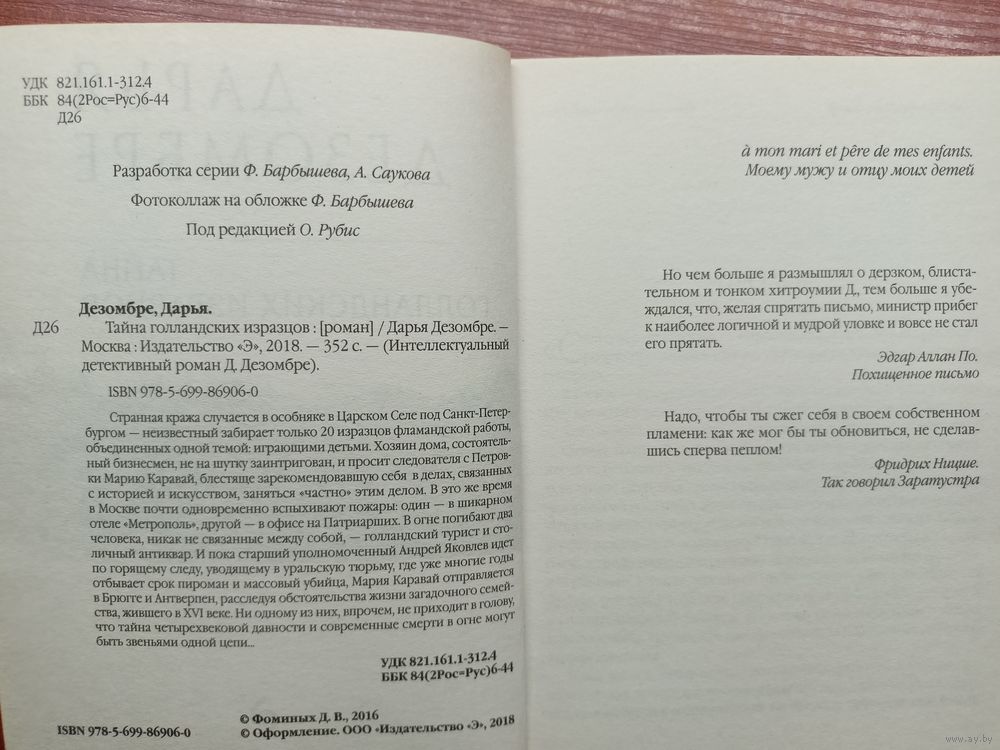 УДК 821.161.1-312.4
ББК 84(2Рос=Рус)6-44
Д26
Разработка серии Ф. Барбышева, А. Саукова
Фотоколлаж на обложке Ф. Барбышева
Под редакцией О. Рубис
Дезомбре, Дарья.
Д26 Тайна голландских изразцов : [роман] / Дарья Дезомбре. –
Москва : Издательство «Э», 2018. — 352 с. — (Интеллектуальный
детективный роман Д. Дезомбре).
ISBN 978-5-699-86906-0
Странная кража случается в особняке в Царском Селе под Санкт-Петер-
бургом — неизвестный забирает только 20 изразцов фламандской работы,
объединенных одной темой: играющими детьми. Хозяин дома, состоятель-
ный бизнесмен, не на шутку заинтригован, и просит следователя с Петров-
ки Марию Каравай, блестяще зарекомендовавшую себя в делах, связанных
с историей и искусством, заняться «частно» этим делом. В это же время
в Москве почти одновременно вспыхивают пожары: один — в шикарном
отеле «Метрополь», другой — в офисе на Патриарших. В огне погибают два
человека, никак не связанные между собой, — голландский турист и сто-
личный антиквар. И пока старший уполномоченный Андрей Яковлев идет
по горящему следу, уводящему в уральскую тюрьму, где уже многие годы
отбывает срок пироман и массовый убийца, Мария Каравай отправляется
в Брюгге и Антверпен, расследуя обстоятельства жизни загадочного семей-
ства, жившего в XVI веке. Ни одному из них, впрочем, не приходит в голову,
что тайна четырехвековой давности и современные смерти в огне могут
быть звеньями одной цепи...
УДК 821.161.1-312.4
ББК 84(2Рос=Рус)6-44
© Фоминых Д. В., 2016
ISBN 978-5-699-86906-0 © Оформление. ООО «Издательство «Э», 2018
à mon mari et pêre de mes enfants.
Моему мужу и отцу моих детей
Но чем больше я размышлял о дерзком, блиста-
тельном и тонком хитроумии Д., тем больше я убе-
ждался, что, желая спрятать письмо, министр прибег
к наиболее логичной и мудрой уловке и вовсе не стал
его прятать.
Эдгар Аллан По.
Похищенное письмо
Надо, чтобы ты сжег себя в своем собственном
пламени: как же мог бы ты обновиться, не сделав-
шись сперва пеплом!
Фридрих Ницше.
Так говорил Заратустра
www.ay.by